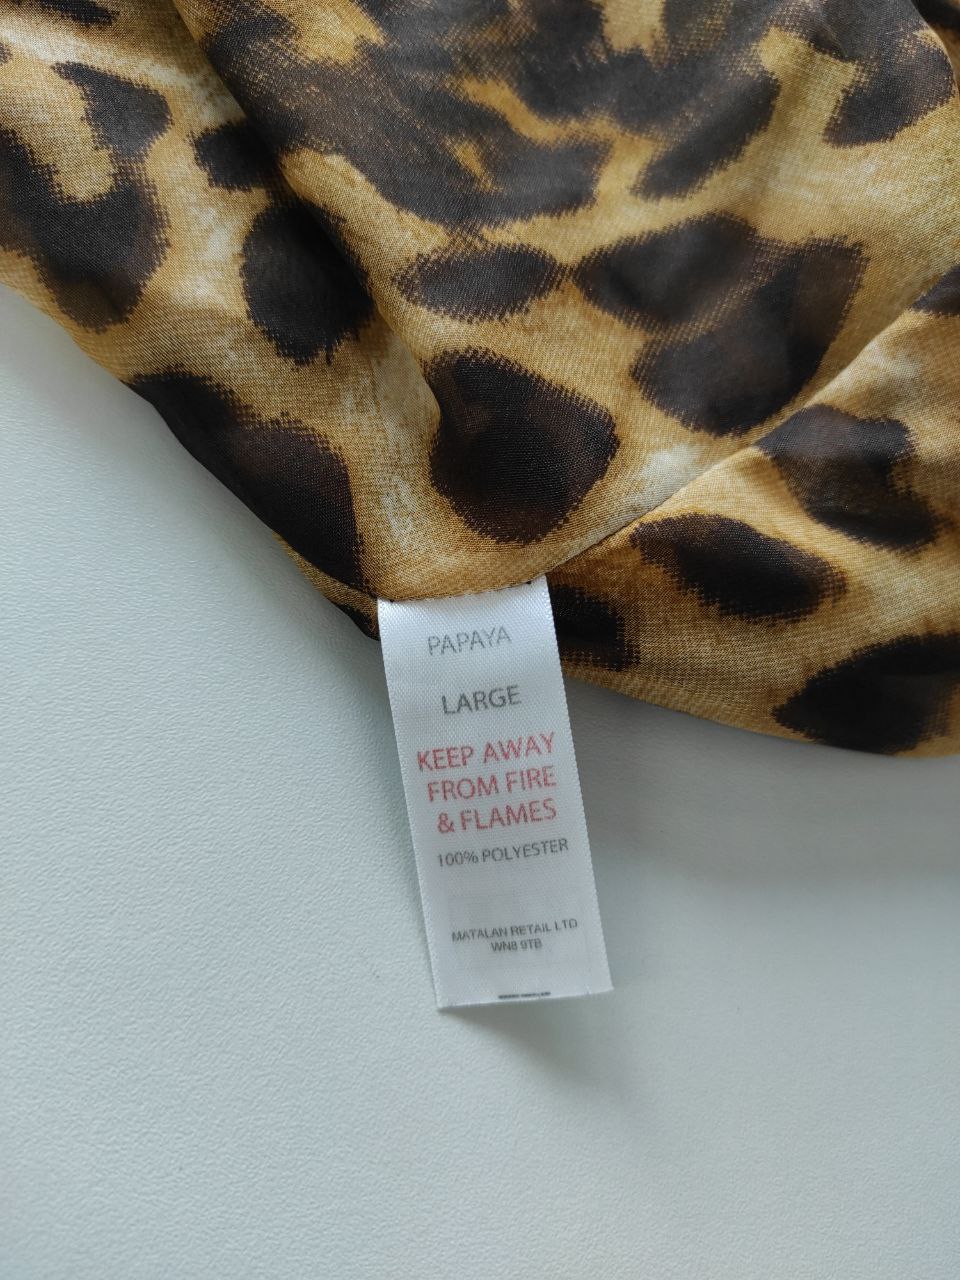 PAPAYA
LARGE
KEEP AWAY
FROM FIRE
& FLAMES
100% POLYESTER
MATALAN RETAIL LTD
WN8 9TB